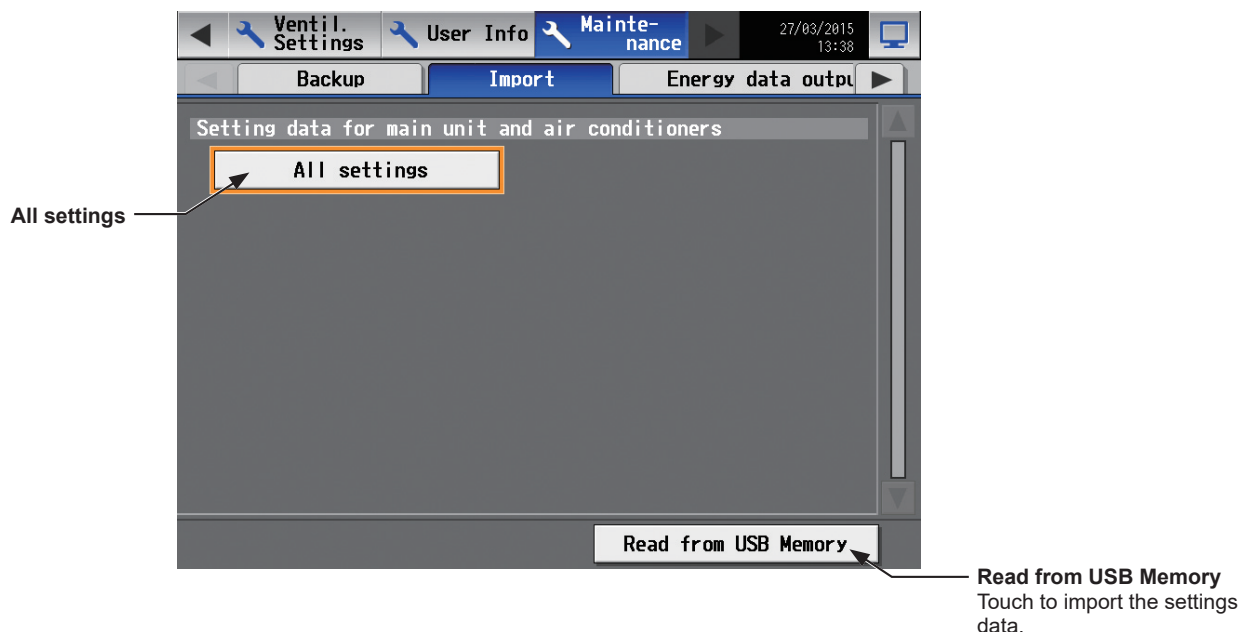 Ventil.
Settings
User Info
Mainte-
nance
27/03/2015
13:38
Backup
Import
Energy data outpu
Setting data for main unit and air conditioners
All settings
All settings
Read from USB Memory
Read from USB Memory
Touch to import the settings
data.